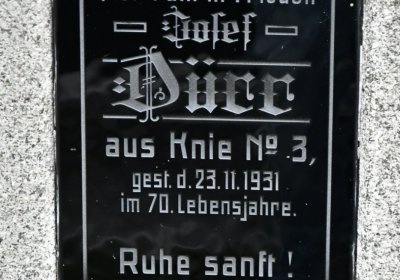 Josef
Dürr
aus Knie Nº 3,
gest. d. 23.11.1931
im 70. Lebensjahre.
Ruhe sanft !